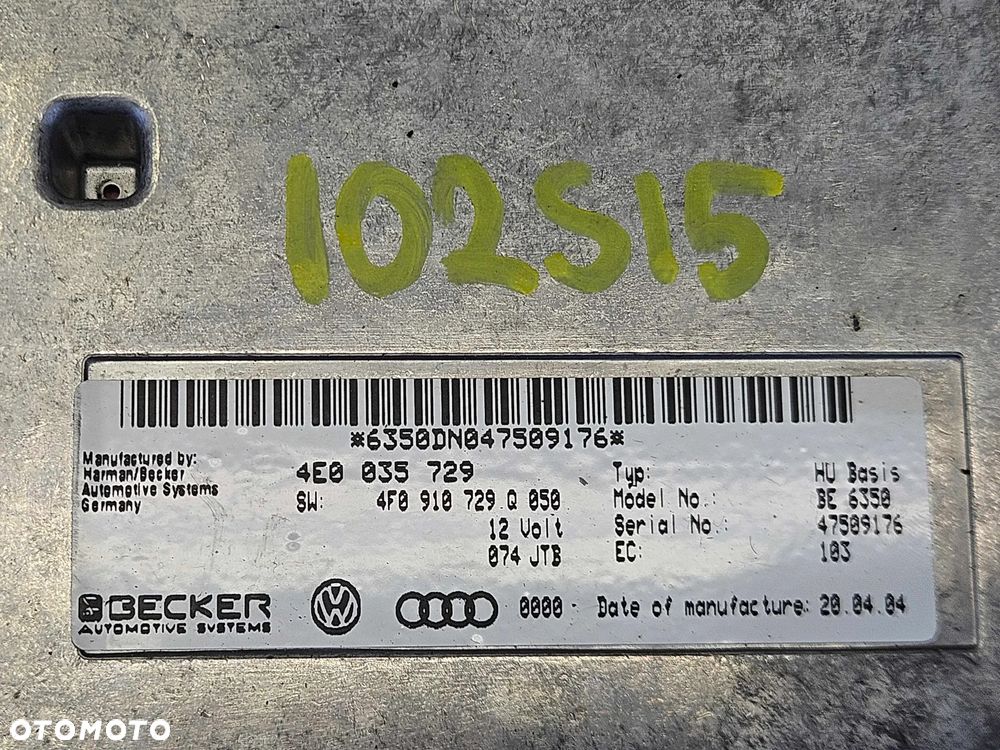 102S15
*6350DN047509176*
Manufactured by:
Harman/Becker
Automotive Systems
Germany
4E0 035 729
SW: 4F0 910 729 Q 050
12 Volt
074 JTB
Typ: HU Basis
Model No.: BE 6350
Serial No.: 47509176
EC: 103
BECKER
AUTOMOTIVE SYSTEMS
0000 Date of manufacture: 20.04.04
OTOMOTO